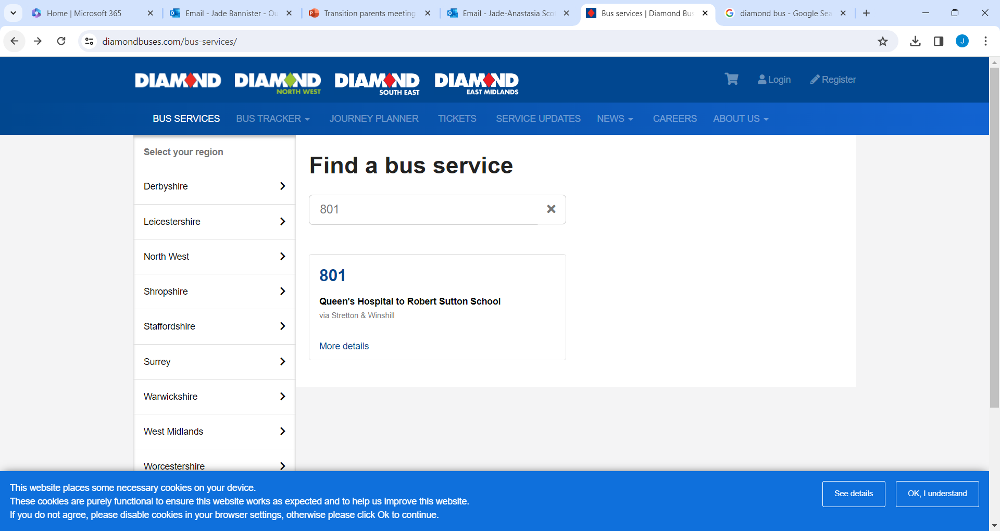 Home | Microsoft 365
Email - Jade Bannister - Ou
Transition parents meeting
Email - Jade-Anastasia Sco
Bus services | Diamond Bus
diamond bus - Google Sea
diamondbuses.com/bus-services/
J
DIAMOND
DIAMOND NORTH WEST
DIAMOND SOUTH EAST
DIAMOND EAST MIDLANDS
Login
Register
BUS SERVICES
BUS TRACKER
JOURNEY PLANNER
TICKETS
SERVICE UPDATES
NEWS
CAREERS
ABOUT US
Select your region
Derbyshire
Leicestershire
North West
Shropshire
Staffordshire
Surrey
Warwickshire
West Midlands
Worcestershire
Find a bus service
801
801
Queen's Hospital to Robert Sutton School
via Stretton & Winshill
More details
This website places some necessary cookies on your device.
These cookies are purely functional to ensure this website works as expected and to help us improve this website.
If you do not agree, please disable cookies in your browser settings, otherwise please click Ok to continue.
See details
OK, I understand